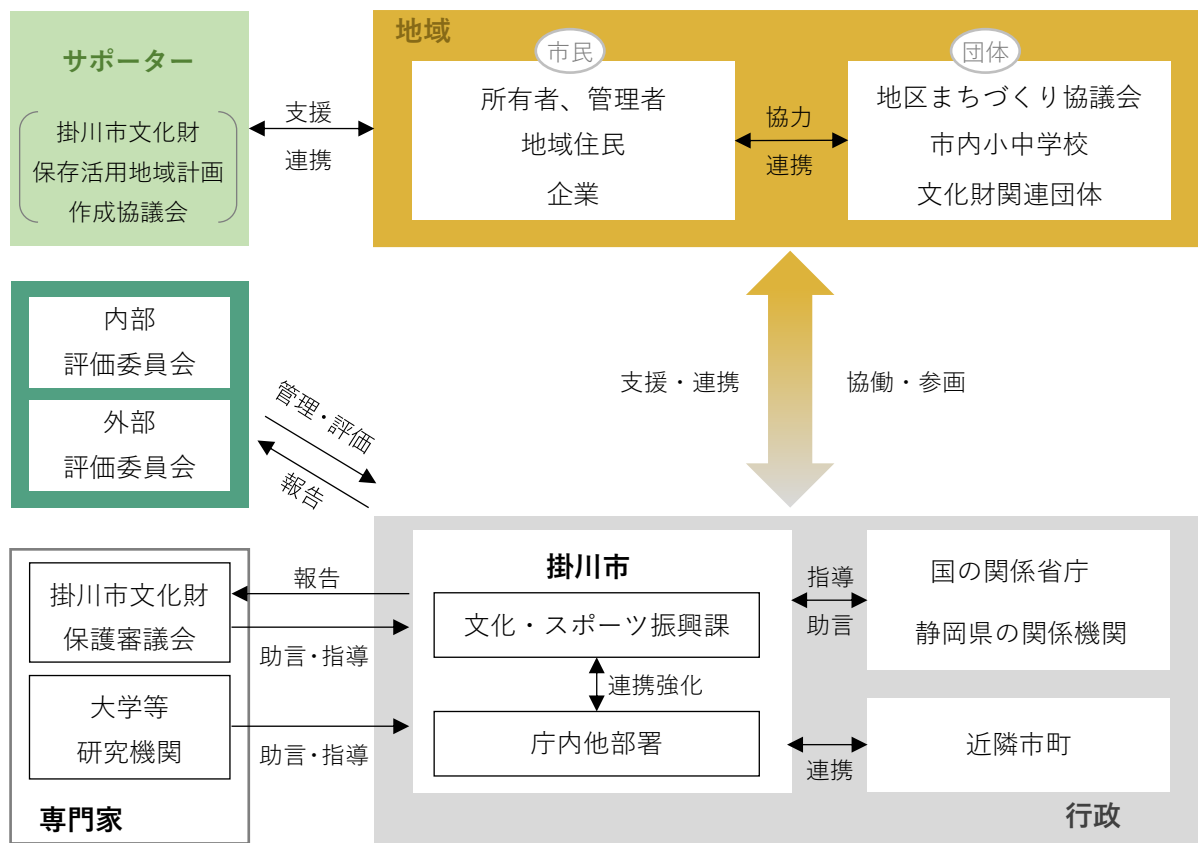 サポーター
掛川市文化財
保存活用地域計画
作成協議会
支援
連携
地域
市民
所有者、管理者
地域住民
企業
協力
連携
団体
地区まちづくり協議会
市内小中学校
文化財関連団体
内部
評価委員会
外部
評価委員会
管理・評価
報告
支援・連携
協働・参画
掛川市文化財
保護審議会
大学等
研究機関
専門家
報告
助言・指導
助言・指導
掛川市
文化・スポーツ振興課
連携強化
庁内他部署
指導
助言
連携
国の関係省庁
静岡県の関係機関
近隣市町
行政